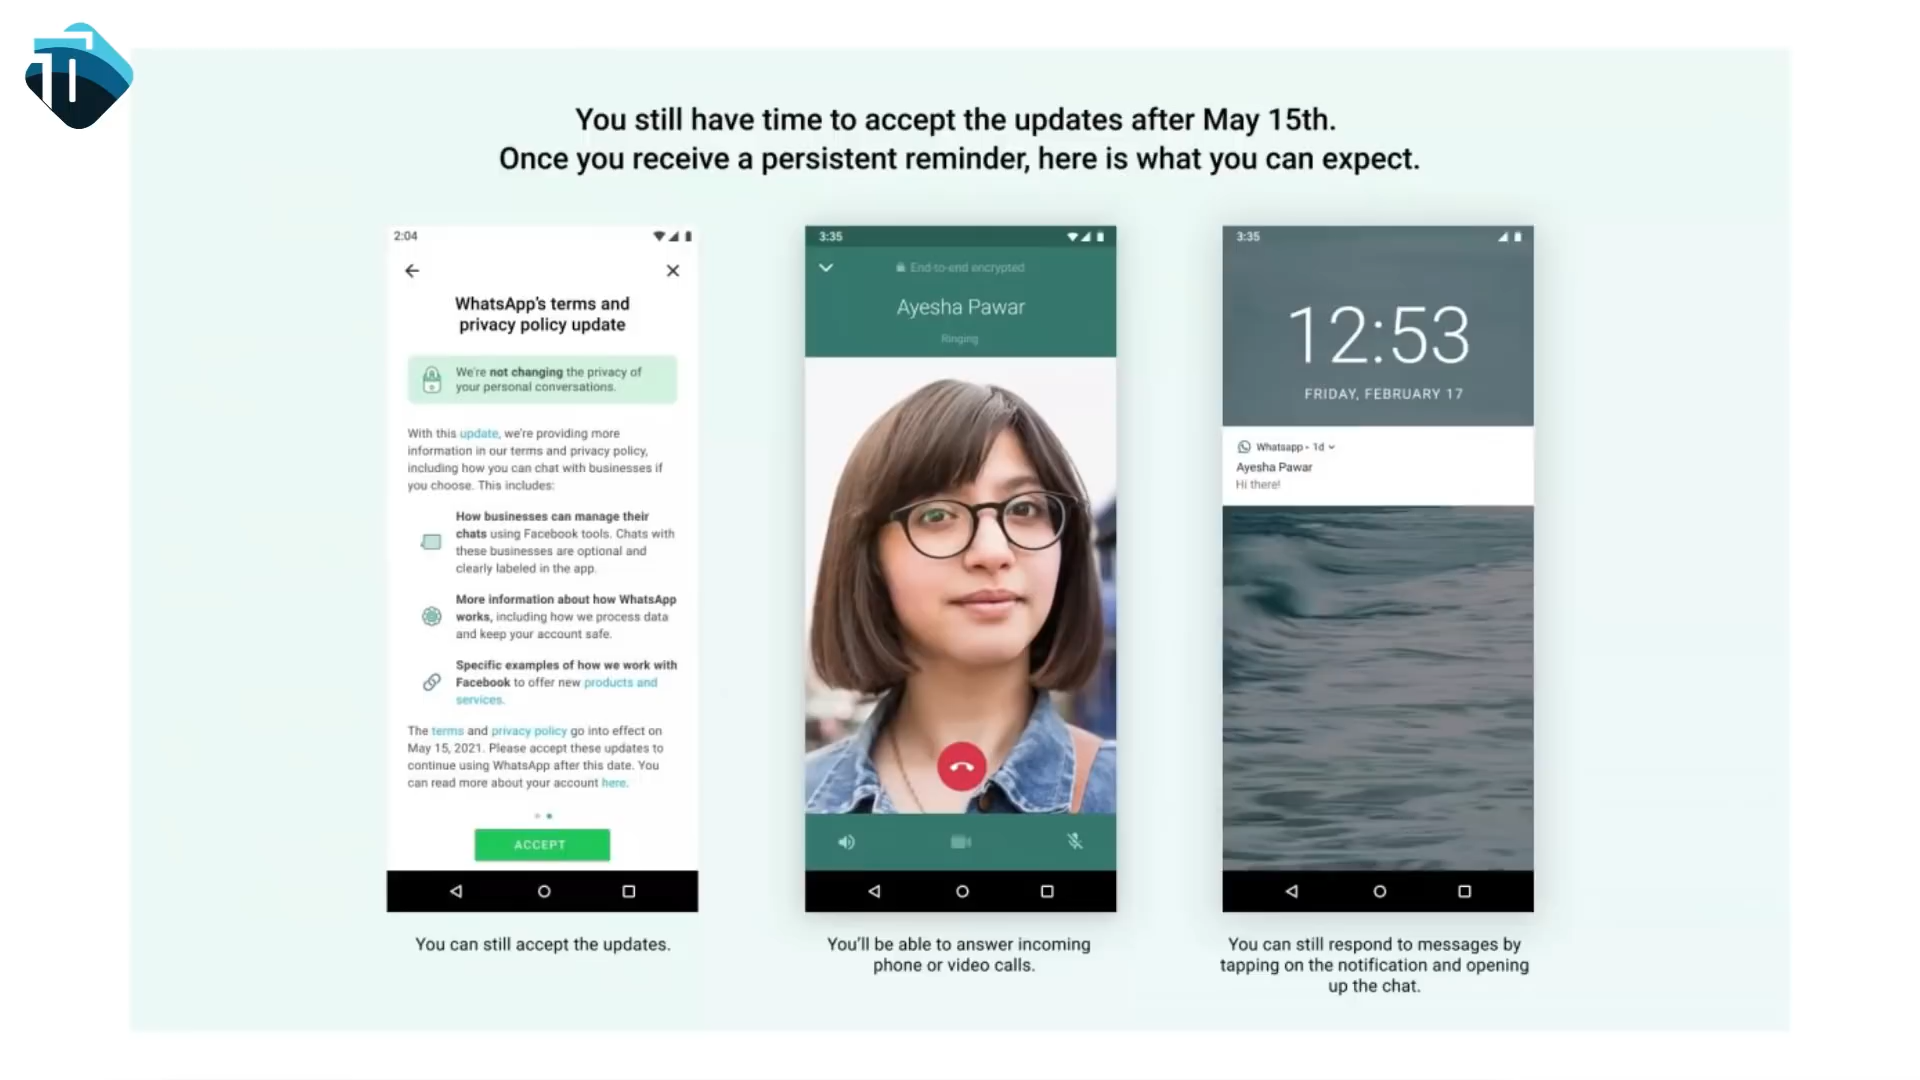 You still have time to accept the updates after May 15th.
Once you receive a persistent reminder, here is what you can expect.
2:04
WhatsApp's terms and
privacy policy update
We're not changing the privacy of
your personal conversations.
With this update, we're providing more
information in our terms and privacy policy,
including how you can chat with businesses if
you choose. This includes:
How businesses can manage their
chats using Facebook tools. Chats with
these businesses are optional and
clearly labeled in the app.
More information about how WhatsApp
works, including how we process data
and keep your account safe.
Specific examples of how we work with
Facebook to offer new products and
services.
The terms and privacy policy go into effect on
May 15, 2021. Please accept these updates to
continue using WhatsApp after this date. You
can read more about your account here.
ACCEPT
You can still accept the updates.
3:35
End-to-end encrypted
Ayesha Pawar
Ringing
You'll be able to answer incoming
phone or video calls.
3:35
12:53
FRIDAY, FEBRUARY 17
Whatsapp • 1d
Ayesha Pawar
Hi there!
You can still respond to messages by
tapping on the notification and opening
up the chat.